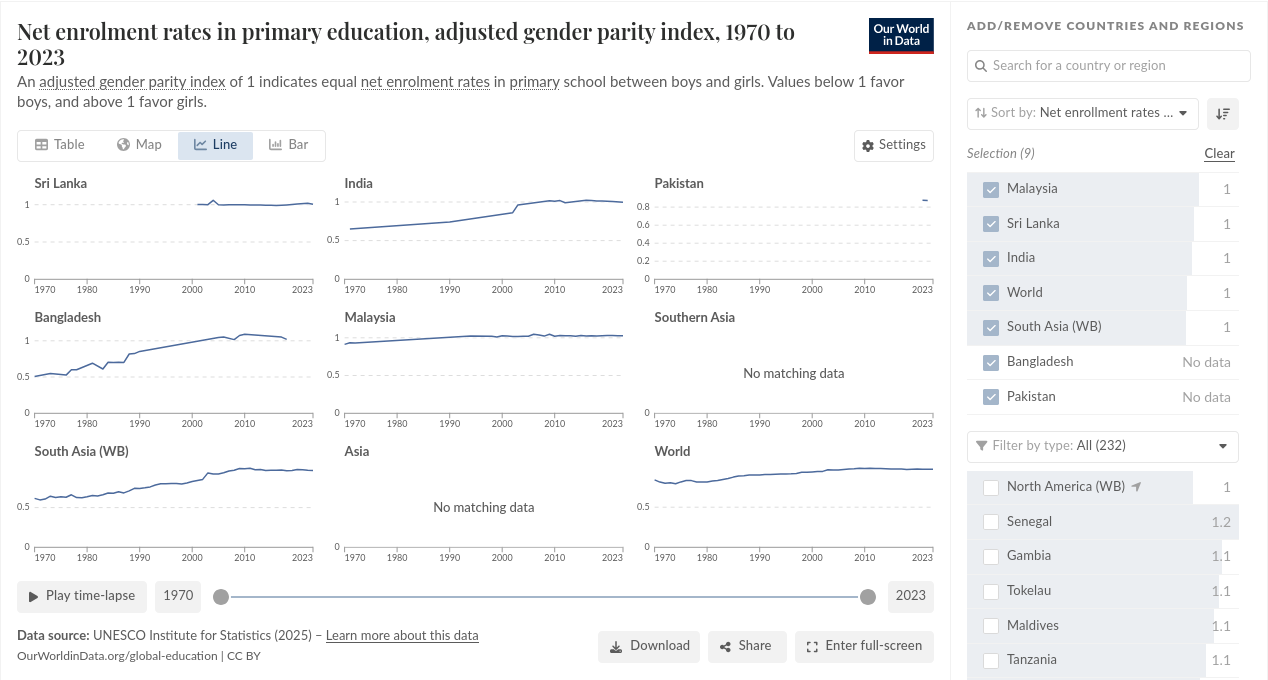 Net enrolment rates in primary education, adjusted gender parity index, 1970 to
2023
Our World
in Data
An adjusted gender parity index of 1 indicates equal net enrolment rates in primary school between boys and girls. Values below 1 favor
boys, and above 1 favor girls.
Table
Map
Line
Bar
Settings
Sri Lanka
1
0.5
0
1970 1980 1990 2000 2010 2023
India
1
0.5
0
1970 1980 1990 2000 2010 2023
Pakistan
0.8
0.6
0.4
0.2
0
1970 1980 1990 2000 2010 2023
Bangladesh
1
0.5
0
1970 1980 1990 2000 2010 2023
Malaysia
1
0.5
0
1970 1980 1990 2000 2010 2023
Southern Asia
No matching data
0
1970 1980 1990 2000 2010 2023
South Asia (WB)
0.5
0
1970 1980 1990 2000 2010 2023
Asia
No matching data
0
1970 1980 1990 2000 2010 2023
World
0.5
0
1970 1980 1990 2000 2010 2023
Play time-lapse
1970
2023
Data source: UNESCO Institute for Statistics (2025) – Learn more about this data
OurWorldinData.org/global-education | CC BY
Download
Share
Enter full-screen
ADD/REMOVE COUNTRIES AND REGIONS
Search for a country or region
Sort by: Net enrollment rates ...
Selection (9)
Clear
Malaysia 1
Sri Lanka 1
India 1
World 1
South Asia (WB) 1
Bangladesh No data
Pakistan No data
Filter by type: All (232)
North America (WB) 1
Senegal 1.2
Gambia 1.1
Tokelau 1.1
Maldives 1.1
Tanzania 1.1